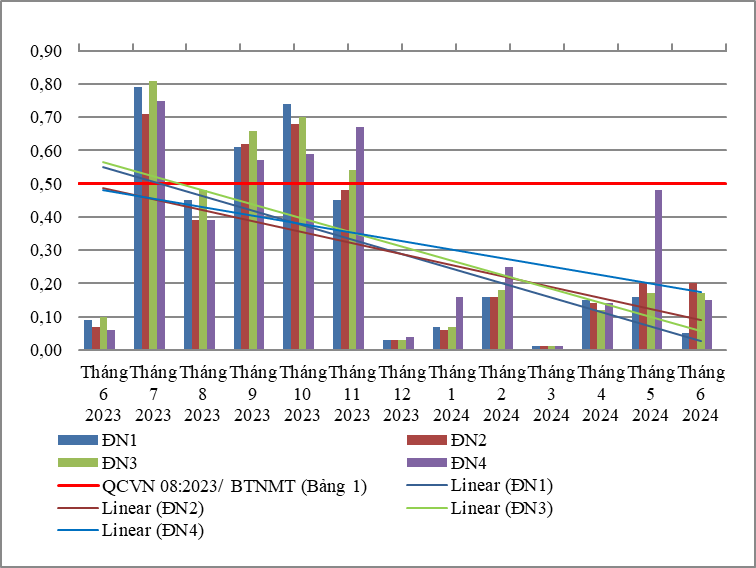 0,90
0,80
0,70
0,60
0,50
0,40
0,30
0,20
0,10
0,00
Tháng Tháng Tháng Tháng Tháng Tháng Tháng Tháng Tháng Tháng Tháng Tháng Tháng
6 7 8 9 10 11 12 1 2 3 4 5 6
2023 2023 2023 2023 2023 2023 2023 2024 2024 2024 2024 2024 2024
ĐN1 ĐN2
ĐN3 ĐN4
QCVN 08:2023/ BTNMT (Bảng 1) Linear (ĐN1)
Linear (ĐN2) Linear (ĐN3)
Linear (ĐN4)